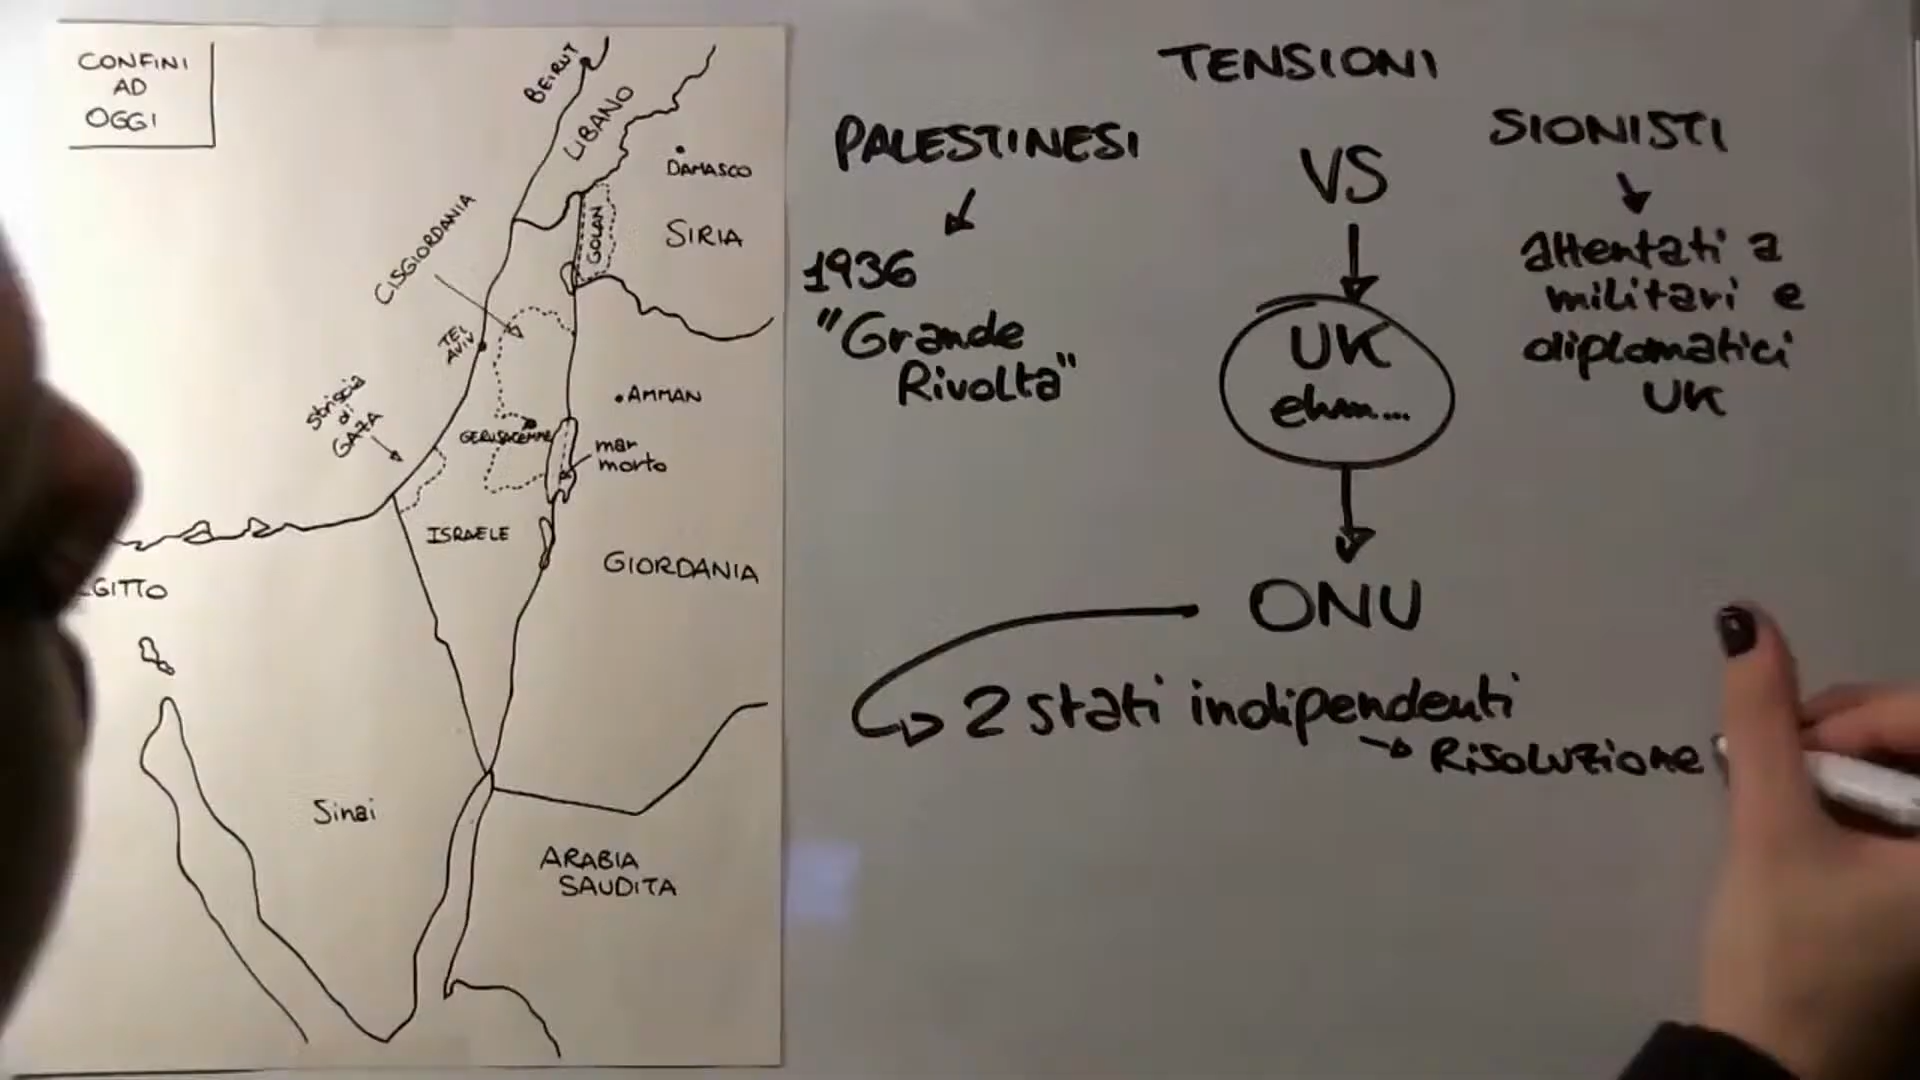 CONFINI
AD
OGGI
BEIRUT
LIBANO
DAMASCO
SIRIA
GOLAN
CISGIORDANIA
TEL
AVIV
striscia
di
GAZA
AMMAN
GERUSALEMME
mar
morto
ISRAELE
GIORDANIA
EGITTO
Sinai
ARABIA
SAUDITA
TENSIONI
PALESTINESI
VS
SIONISTI
1936
"Grande
Rivolta"
attentati a
militari e
diplomatici
UK
UK
ehm...
ONU
2 stati indipendenti
Risoluzione